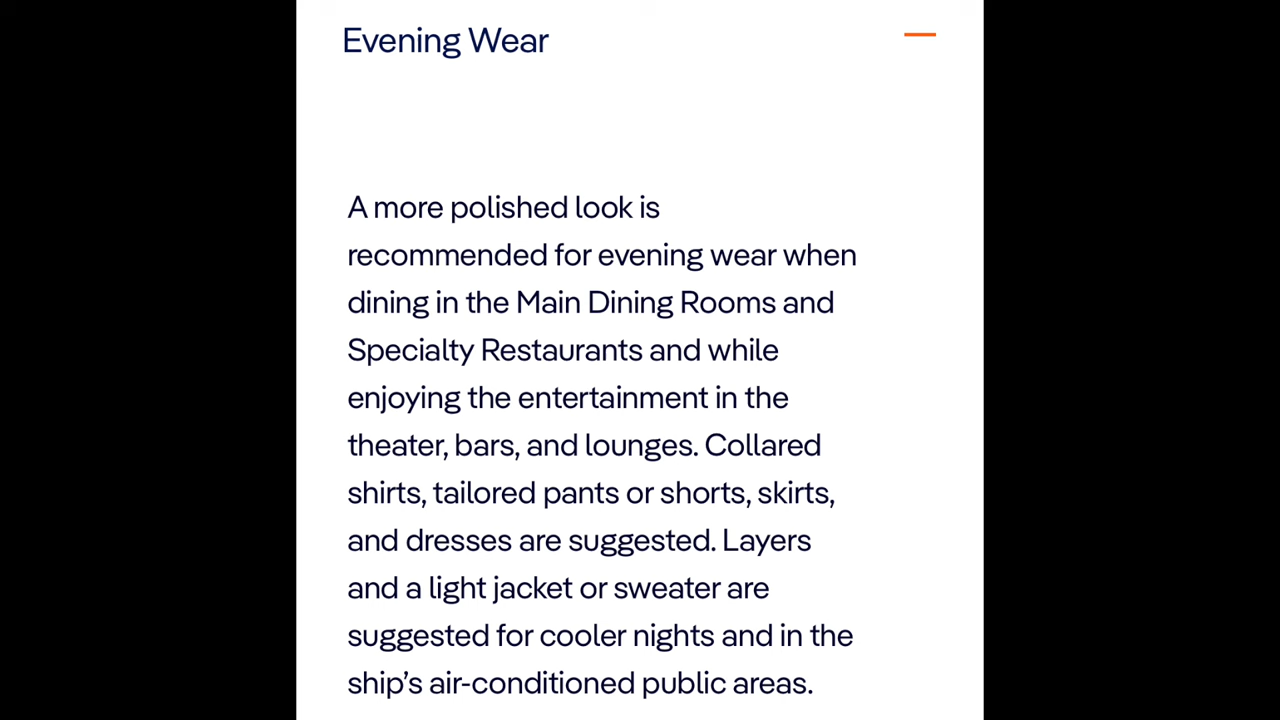 Evening Wear
A more polished look is
recommended for evening wear when
dining in the Main Dining Rooms and
Specialty Restaurants and while
enjoying the entertainment in the
theater, bars, and lounges. Collared
shirts, tailored pants or shorts, skirts,
and dresses are suggested. Layers
and a light jacket or sweater are
suggested for cooler nights and in the
ship’s air-conditioned public areas.